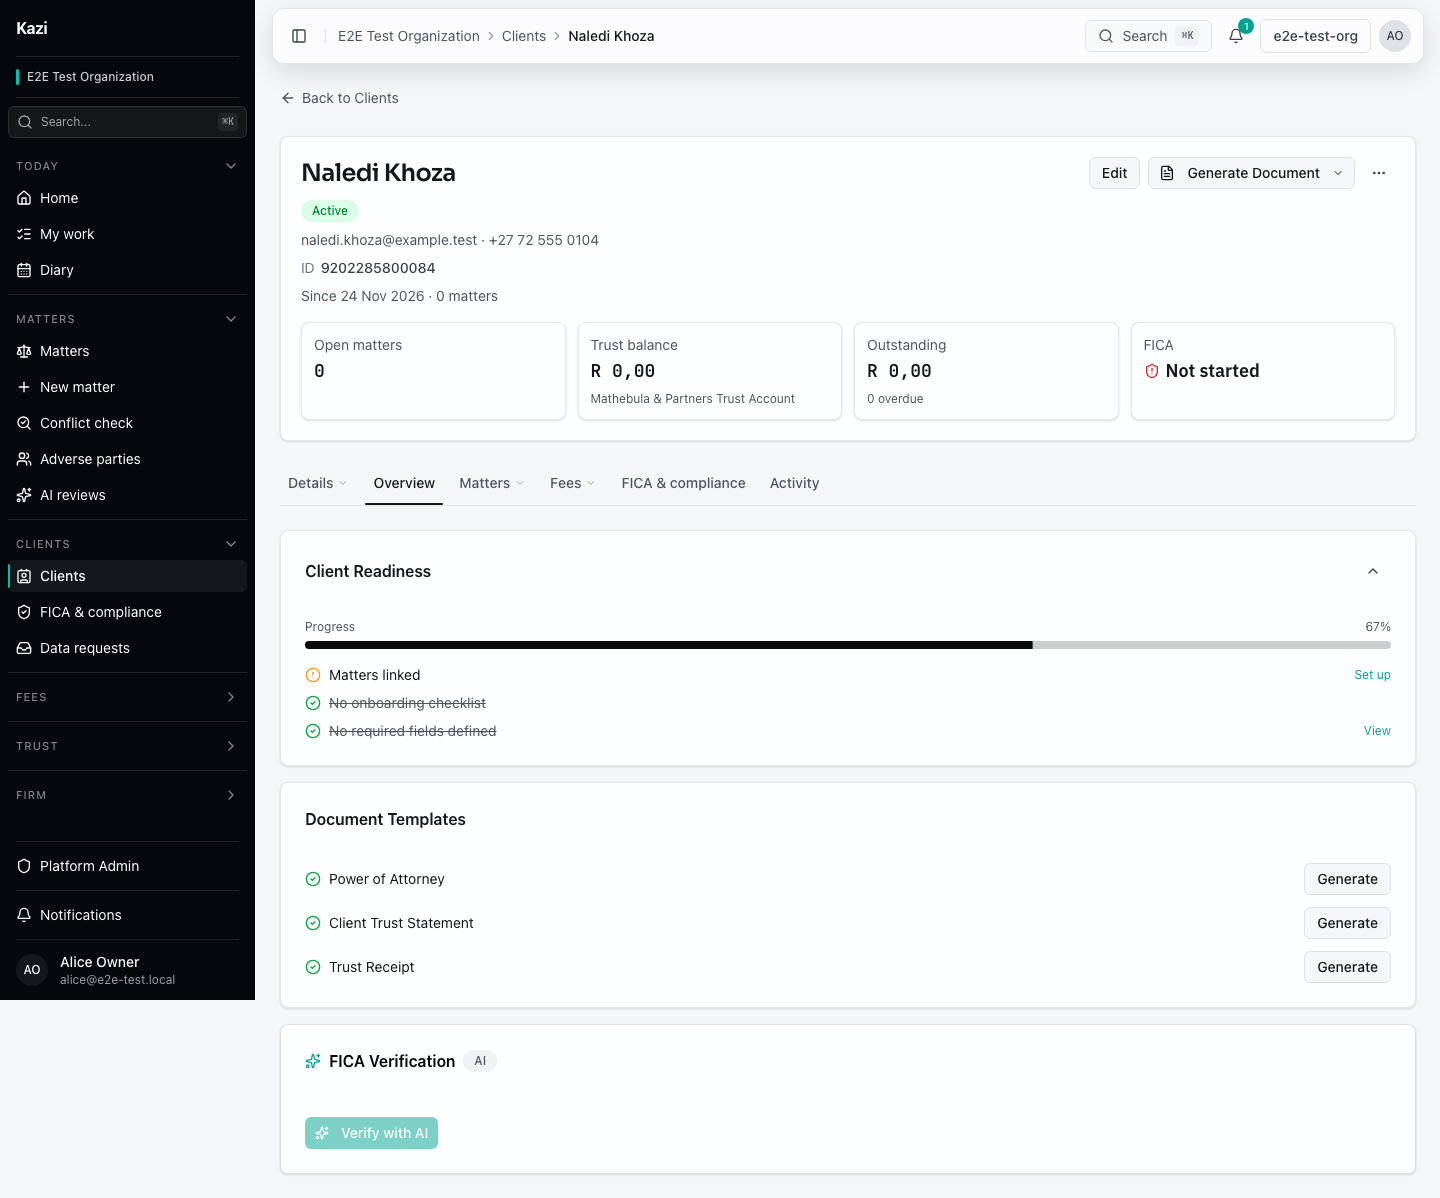 Kazi
E2E Test Organization
Search... ⌘K
TODAY
Home
My work
Diary
MATTERS
Matters
New matter
Conflict check
Adverse parties
AI reviews
CLIENTS
Clients
FICA & compliance
Data requests
FEES
TRUST
FIRM
Platform Admin
Notifications
AO
Alice Owner
alice@e2e-test.local
E2E Test Organization > Clients > Naledi Khoza
Search ⌘K
1
e2e-test-org
AO
Back to Clients
Naledi Khoza
Edit
Generate Document
Active
naledi.khoza@example.test · +27 72 555 0104
ID 9202285800084
Since 24 Nov 2026 · 0 matters
Open matters
0
Trust balance
R 0,00
Mathebula & Partners Trust Account
Outstanding
R 0,00
0 overdue
FICA
Not started
Details
Overview
Matters
Fees
FICA & compliance
Activity
Client Readiness
Progress 67%
Matters linked Set up
No onboarding checklist
No required fields defined View
Document Templates
Power of Attorney Generate
Client Trust Statement Generate
Trust Receipt Generate
FICA Verification AI
Verify with AI